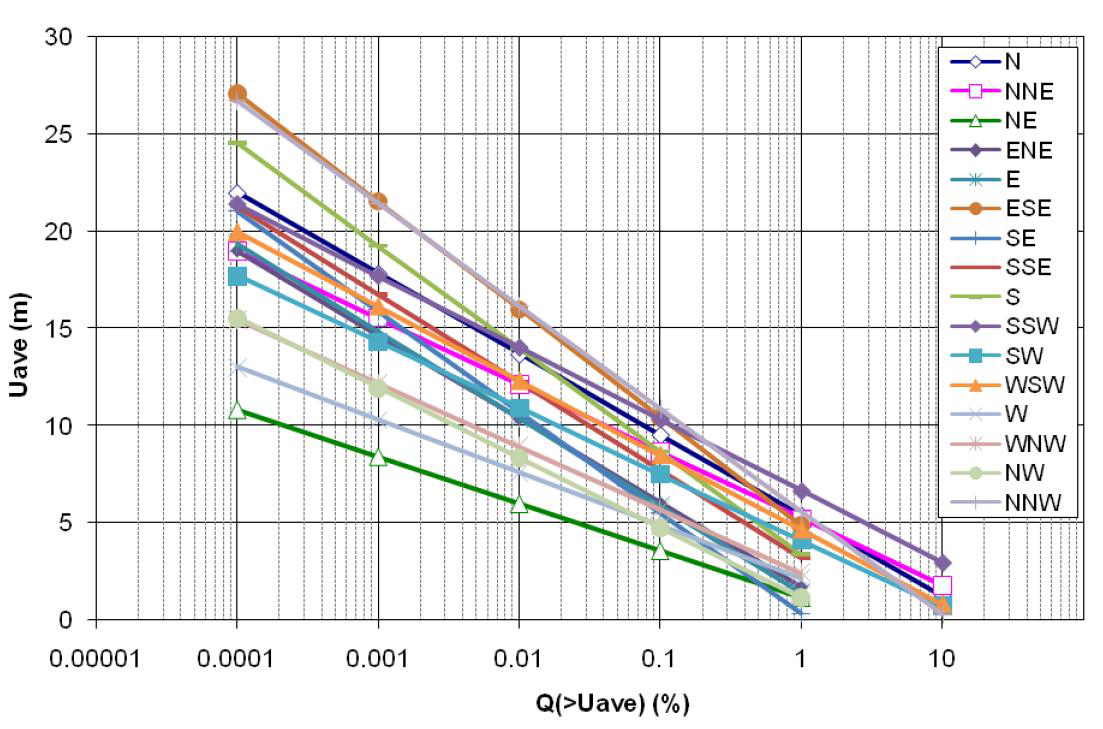 30
25
20
15
10
5
0
Uave (m)
0.00001 0.0001 0.001 0.01 0.1 1 10
Q(>Uave) (%)
N
NNE
NE
ENE
E
ESE
SE
SSE
S
SSW
SW
WSW
W
WNW
NW
NNW